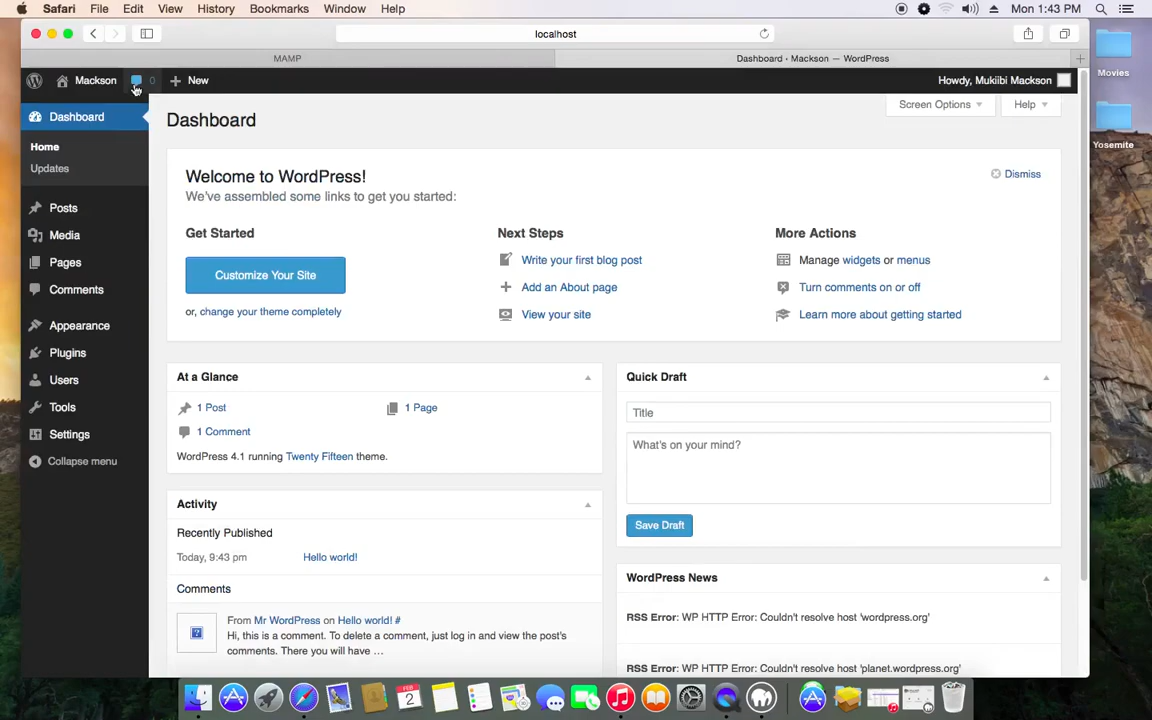 Safari File Edit View History Bookmarks Window Help Mon 1:43 PM
localhost
Movies
MAMP Dashboard ‹ Mackson — WordPress
Mackson 0 New Howdy, Mukiibi Mackson
Dashboard
Home
Updates
Posts
Media
Pages
Comments
Appearance
Plugins
Users
Tools
Settings
Collapse menu
Screen Options Help
Dashboard
Yosemite
Welcome to WordPress!
Dismiss
We've assembled some links to get you started:
Get Started
Customize Your Site
or, change your theme completely
Next Steps
Write your first blog post
Add an About page
View your site
More Actions
Manage widgets or menus
Turn comments on or off
Learn more about getting started
At a Glance
1 Post 1 Page
1 Comment
WordPress 4.1 running Twenty Fifteen theme.
Activity
Recently Published
Today, 9:43 pm Hello world!
Comments
From Mr WordPress on Hello world! #
Hi, this is a comment. To delete a comment, just log in and view the post's
comments. There you will have …
Quick Draft
Title
What's on your mind?
Save Draft
WordPress News
RSS Error: WP HTTP Error: Couldn't resolve host 'wordpress.org'
RSS Error: WP HTTP Error: Couldn't resolve host 'planet.wordpress.org'
FEB
2